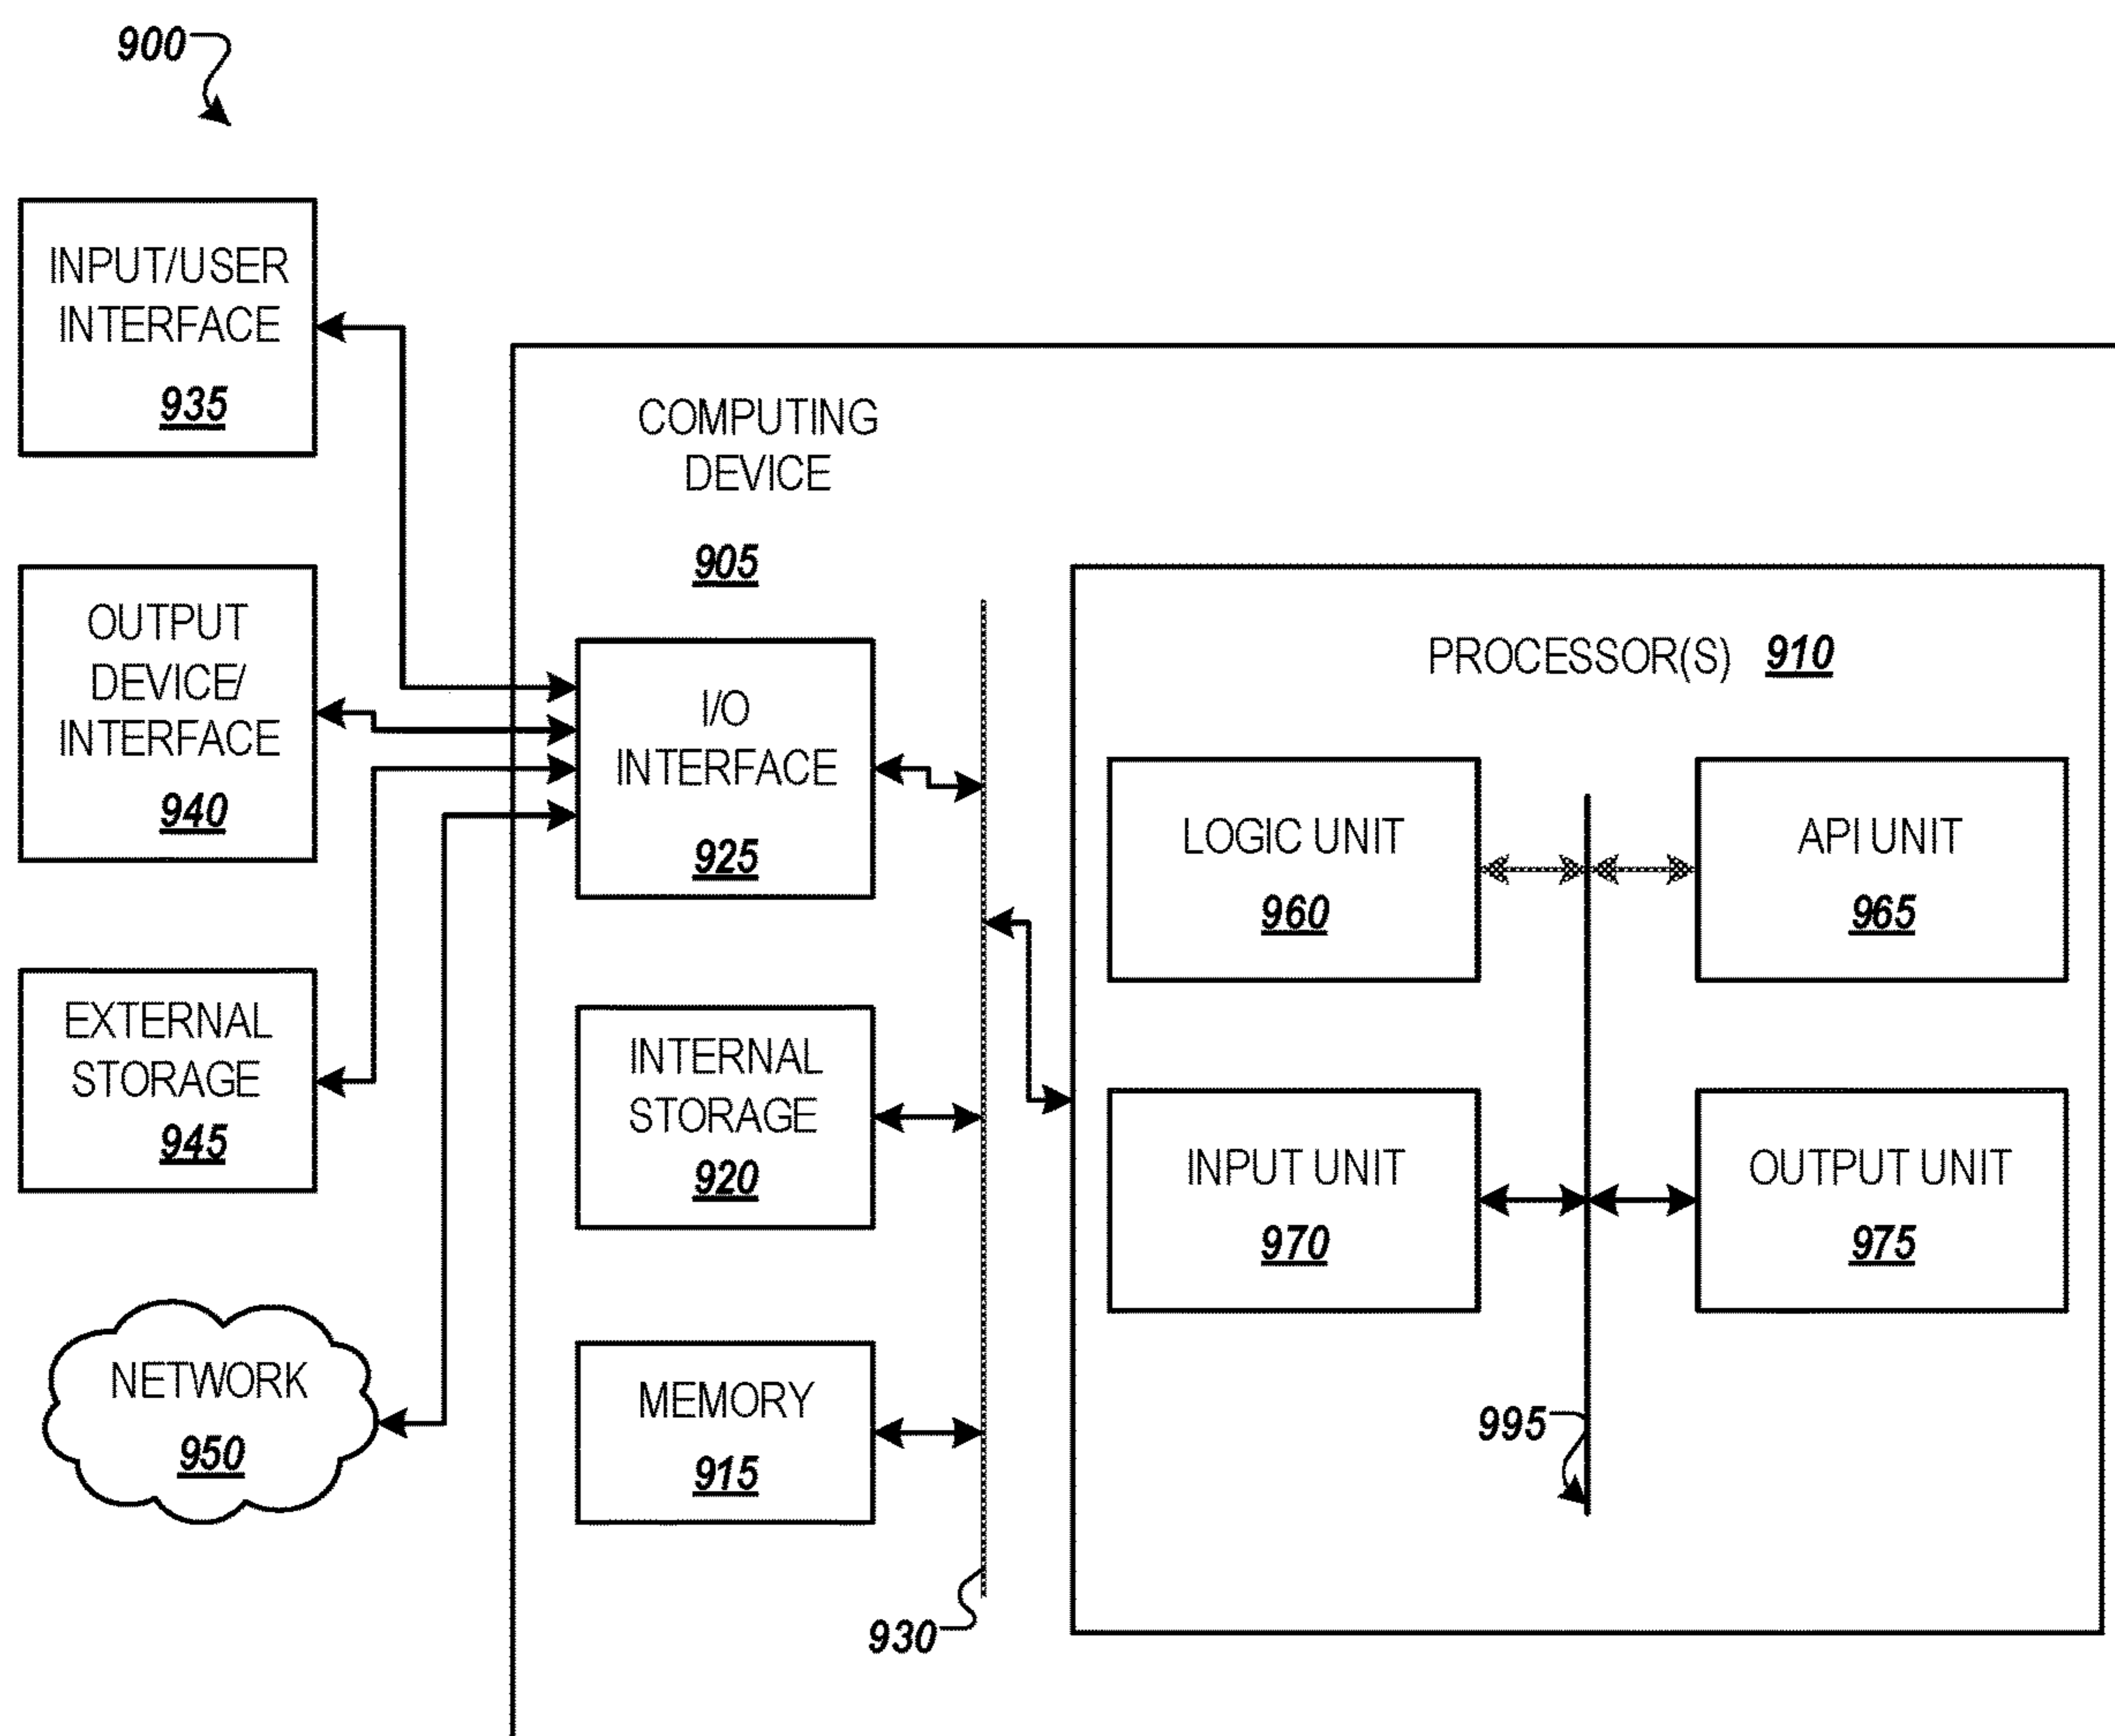 900
INPUT/USER
INTERFACE
935
OUTPUT
DEVICE/
INTERFACE
940
EXTERNAL
STORAGE
945
NETWORK
950
COMPUTING
DEVICE
905
I/O
INTERFACE
925
INTERNAL
STORAGE
920
MEMORY
915
930
PROCESSOR(S) 910
LOGIC UNIT
960
API UNIT
965
INPUT UNIT
970
OUTPUT UNIT
975
995